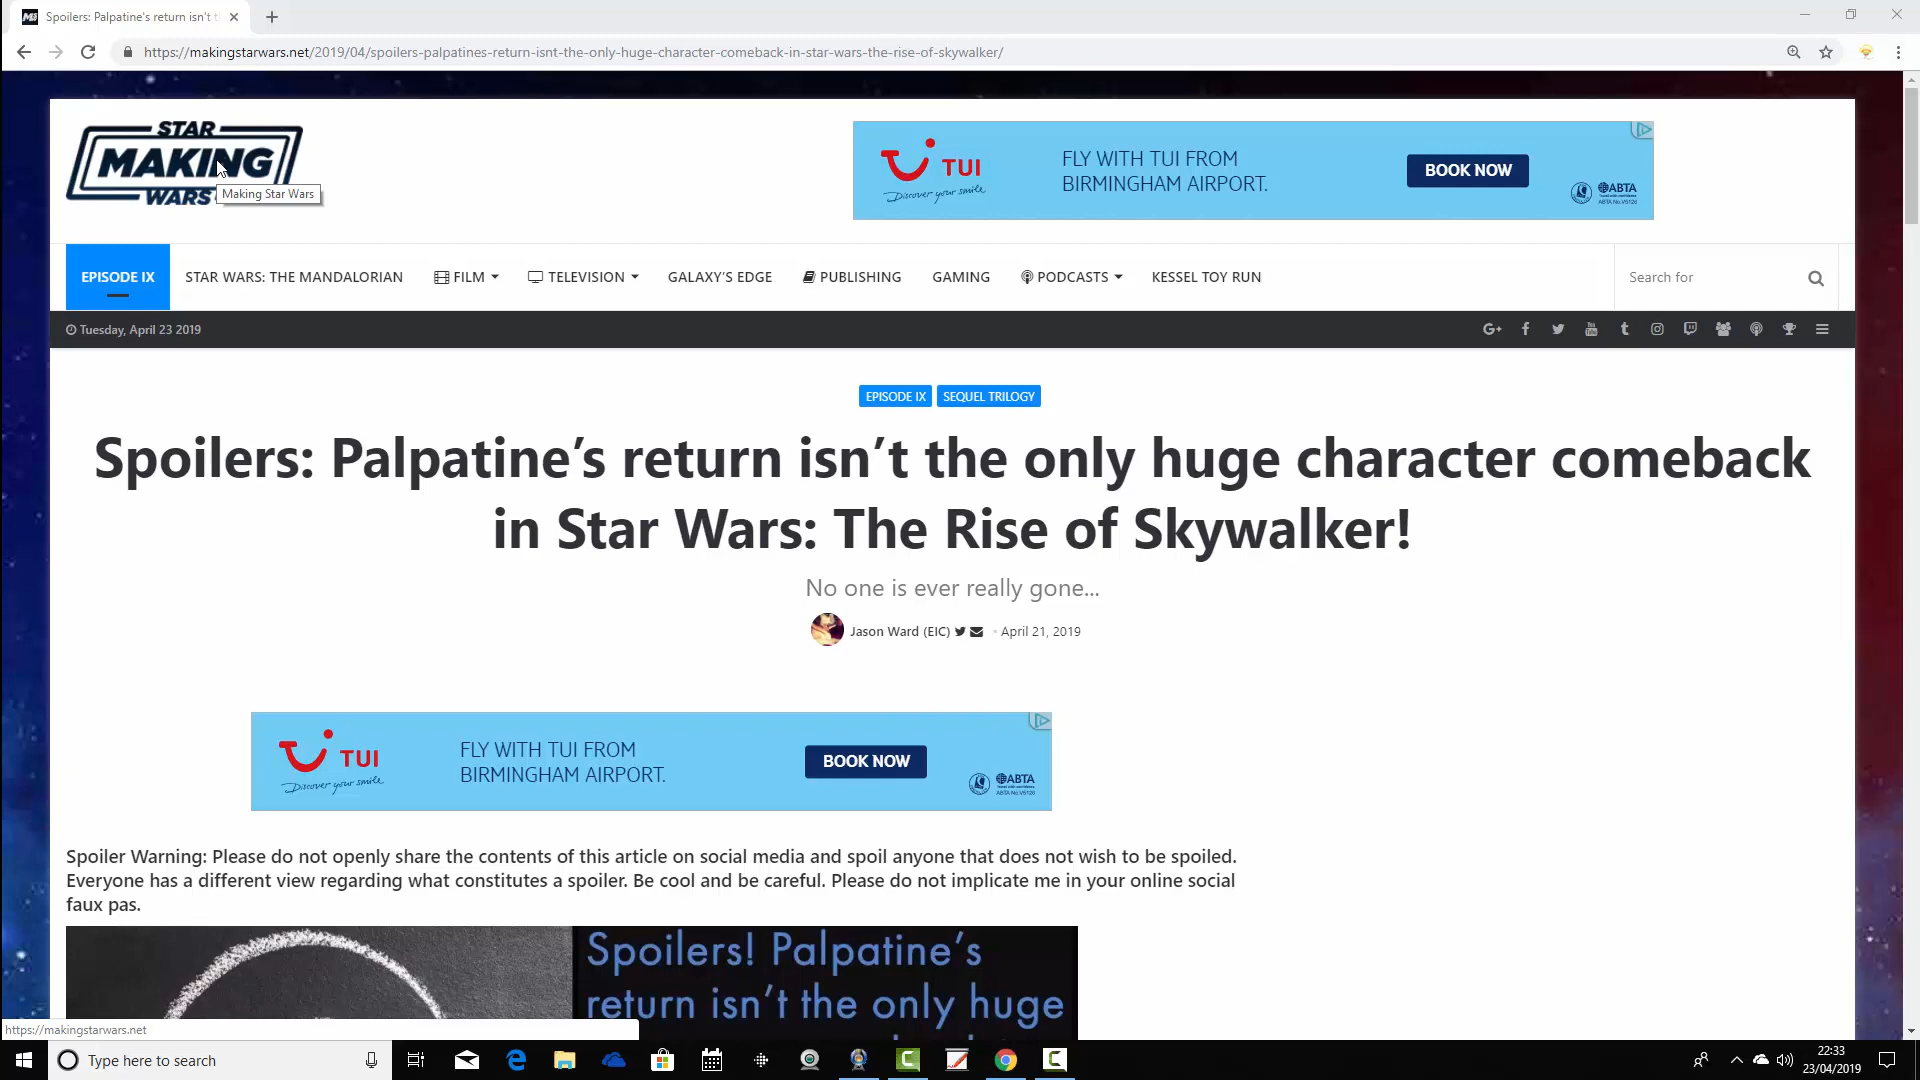 Spoilers: Palpatine's return isn't t
https://makingstarwars.net/2019/04/spoilers-palpatines-return-isnt-the-only-huge-character-comeback-in-star-wars-the-rise-of-skywalker/
STAR
MAKING
WARS
Making Star Wars
TUI
Discover your smile
FLY WITH TUI FROM
BIRMINGHAM AIRPORT.
BOOK NOW
ABTA
EPISODE IX
STAR WARS: THE MANDALORIAN
FILM
TELEVISION
GALAXY'S EDGE
PUBLISHING
GAMING
PODCASTS
KESSEL TOY RUN
Search for
Tuesday, April 23 2019
EPISODE IX
SEQUEL TRILOGY
Spoilers: Palpatine’s return isn’t the only huge character comeback
in Star Wars: The Rise of Skywalker!
No one is ever really gone...
Jason Ward (EIC)
April 21, 2019
TUI
Discover your smile
FLY WITH TUI FROM
BIRMINGHAM AIRPORT.
BOOK NOW
ABTA
Spoiler Warning: Please do not openly share the contents of this article on social media and spoil anyone that does not wish to be spoiled.
Everyone has a different view regarding what constitutes a spoiler. Be cool and be careful. Please do not implicate me in your online social
faux pas.
Spoilers! Palpatine’s
return isn’t the only huge
https://makingstarwars.net
Type here to search
22:33
23/04/2019